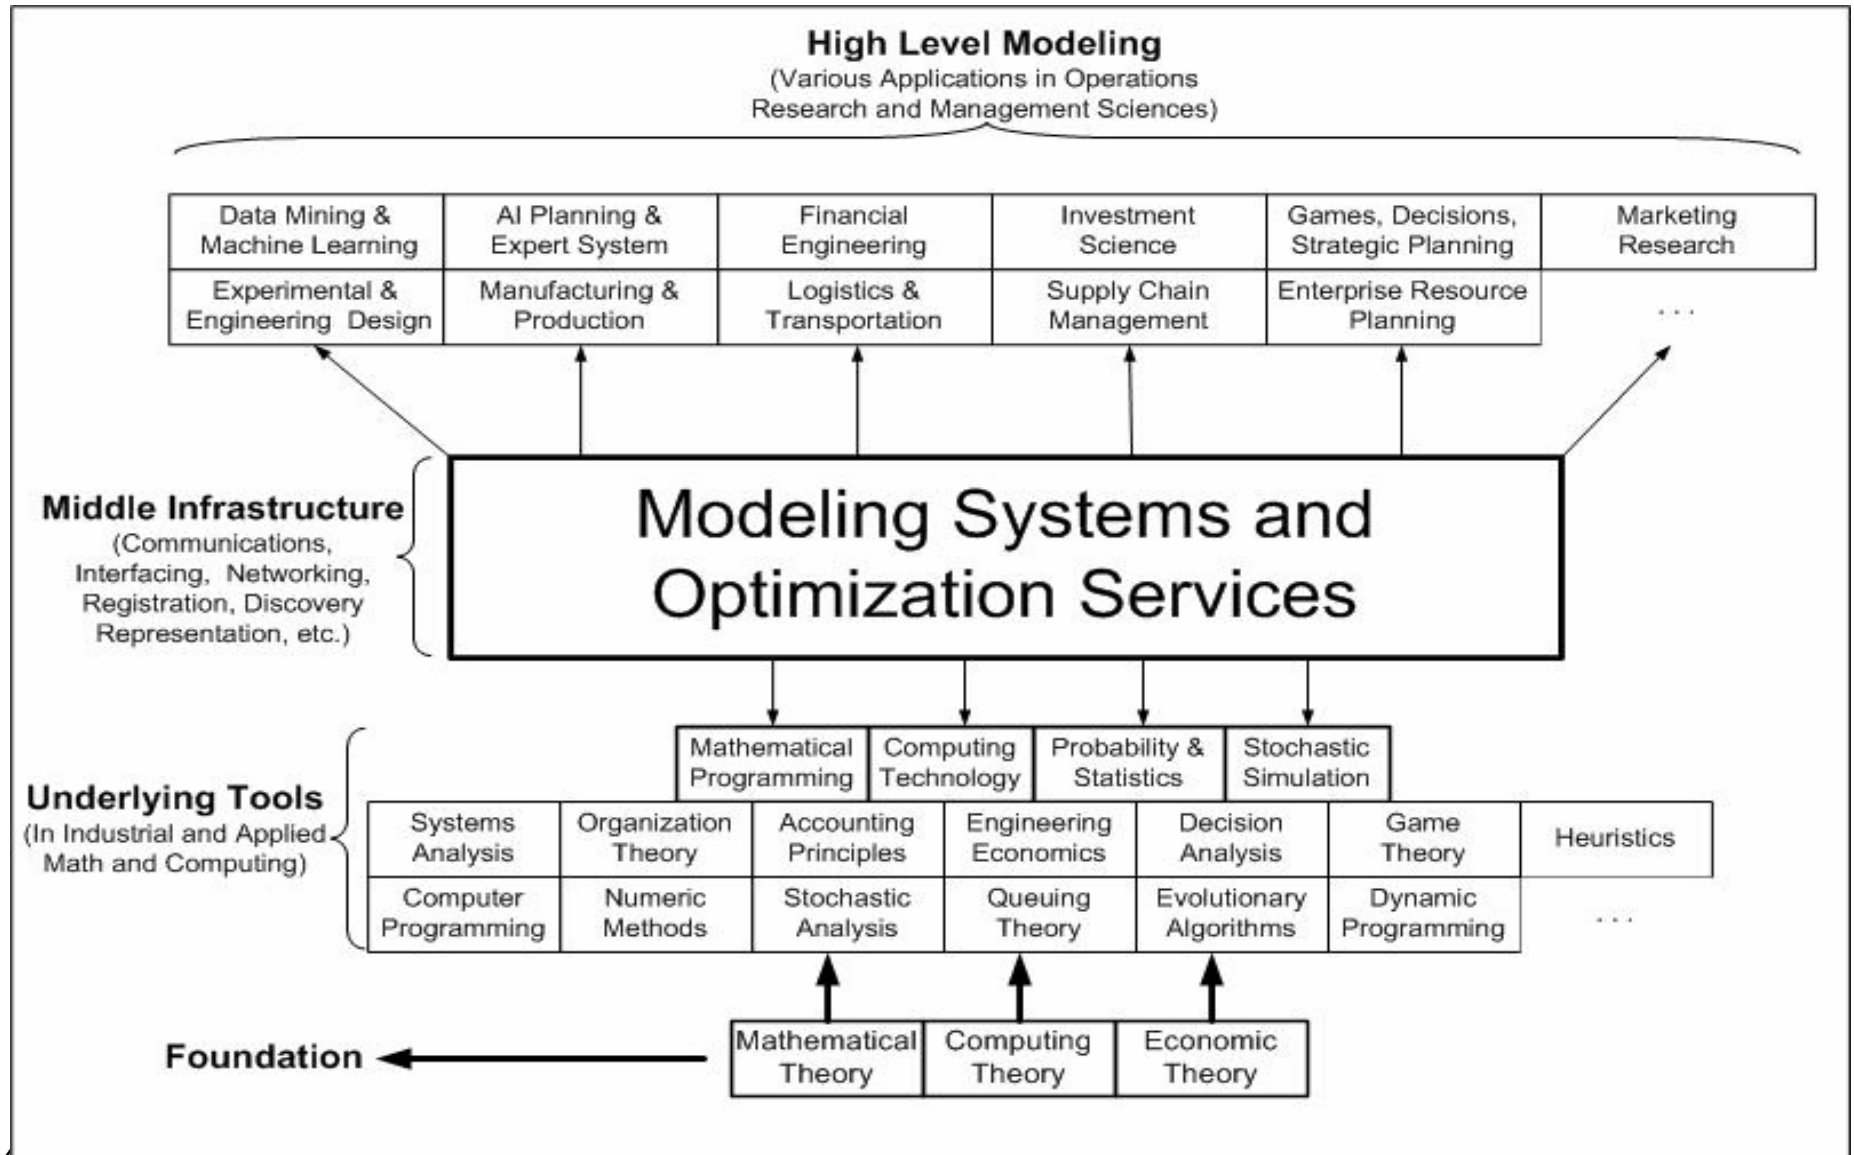 High Level Modeling
(Various Applications in Operations
Research and Management Sciences)
Data Mining &
Machine Learning
AI Planning &
Expert System
Financial
Engineering
Investment
Science
Games, Decisions,
Strategic Planning
Marketing
Research
Experimental &
Engineering Design
Manufacturing &
Production
Logistics &
Transportation
Supply Chain
Management
Enterprise Resource
Planning
. . .
Middle Infrastructure
(Communications,
Interfacing, Networking,
Registration, Discovery
Representation, etc.)
Modeling Systems and
Optimization Services
Underlying Tools
(In Industrial and Applied
Math and Computing)
Mathematical
Programming
Computing
Technology
Probability &
Statistics
Stochastic
Simulation
Systems
Analysis
Organization
Theory
Accounting
Principles
Engineering
Economics
Decision
Analysis
Game
Theory
Heuristics
Computer
Programming
Numeric
Methods
Stochastic
Analysis
Queuing
Theory
Evolutionary
Algorithms
Dynamic
Programming
. . .
Foundation
Mathematical
Theory
Computing
Theory
Economic
Theory